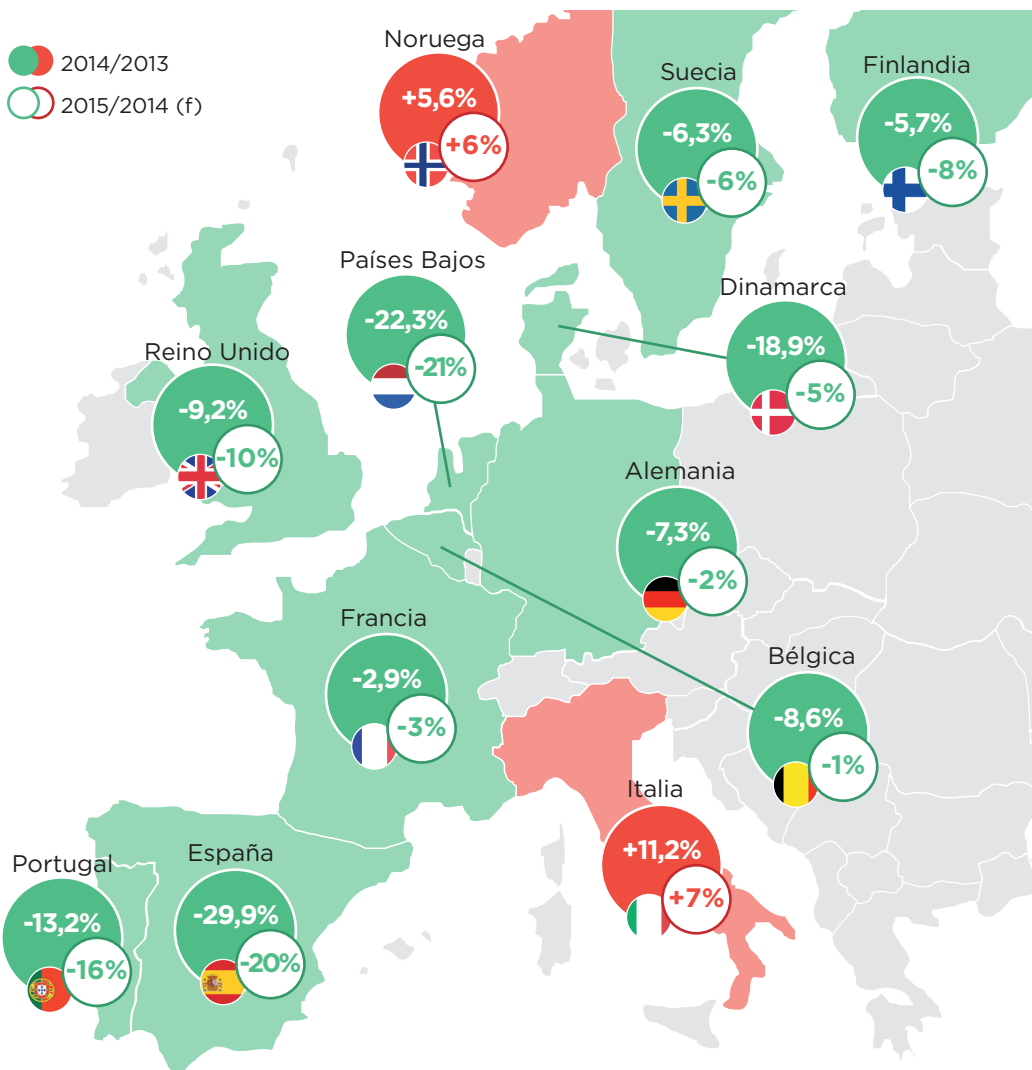 2014/2013
2015/2014 (f)
Noruega
+5,6%
+6%
Suecia
-6,3%
-6%
Finlandia
-5,7%
-8%
Países Bajos
-22,3%
-21%
Dinamarca
-18,9%
-5%
Reino Unido
-9,2%
-10%
Alemania
-7,3%
-2%
Francia
-2,9%
-3%
Bélgica
-8,6%
-1%
Italia
+11,2%
+7%
Portugal
-13,2%
-16%
España
-29,9%
-20%